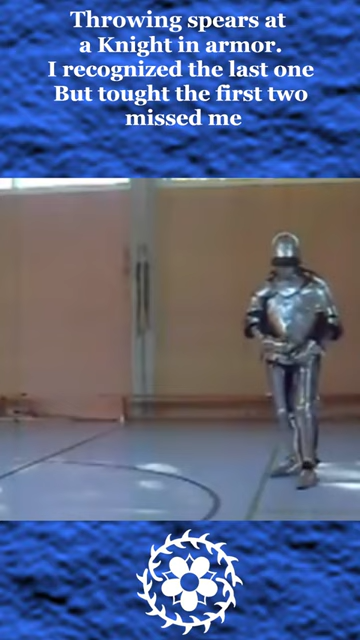 Throwing spears at
a Knight in armor.
I recognized the last one
But tought the first two
missed me